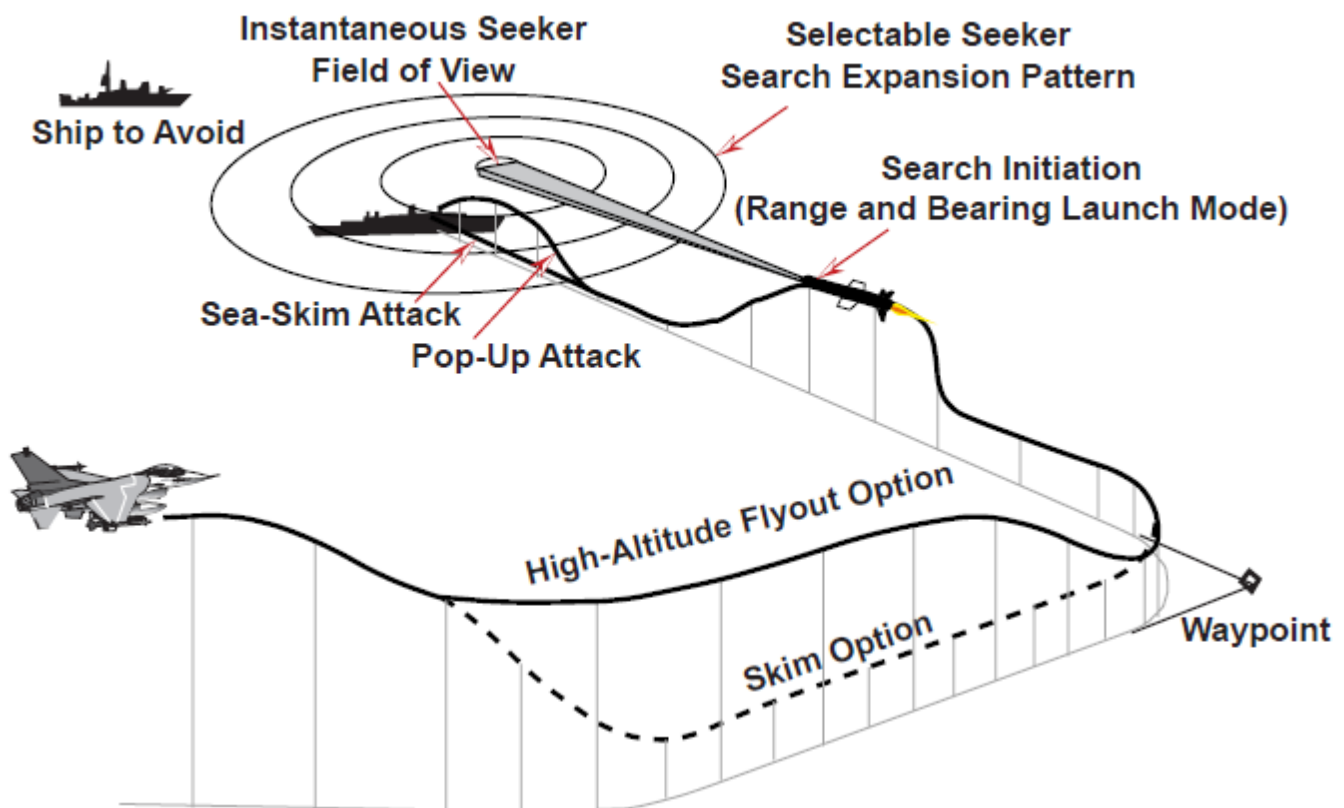 Instantaneous Seeker
Field of View
Selectable Seeker
Search Expansion Pattern
Ship to Avoid
Search Initiation
(Range and Bearing Launch Mode)
Sea-Skim Attack
Pop-Up Attack
High-Altitude Flyout Option
Skim Option
Waypoint